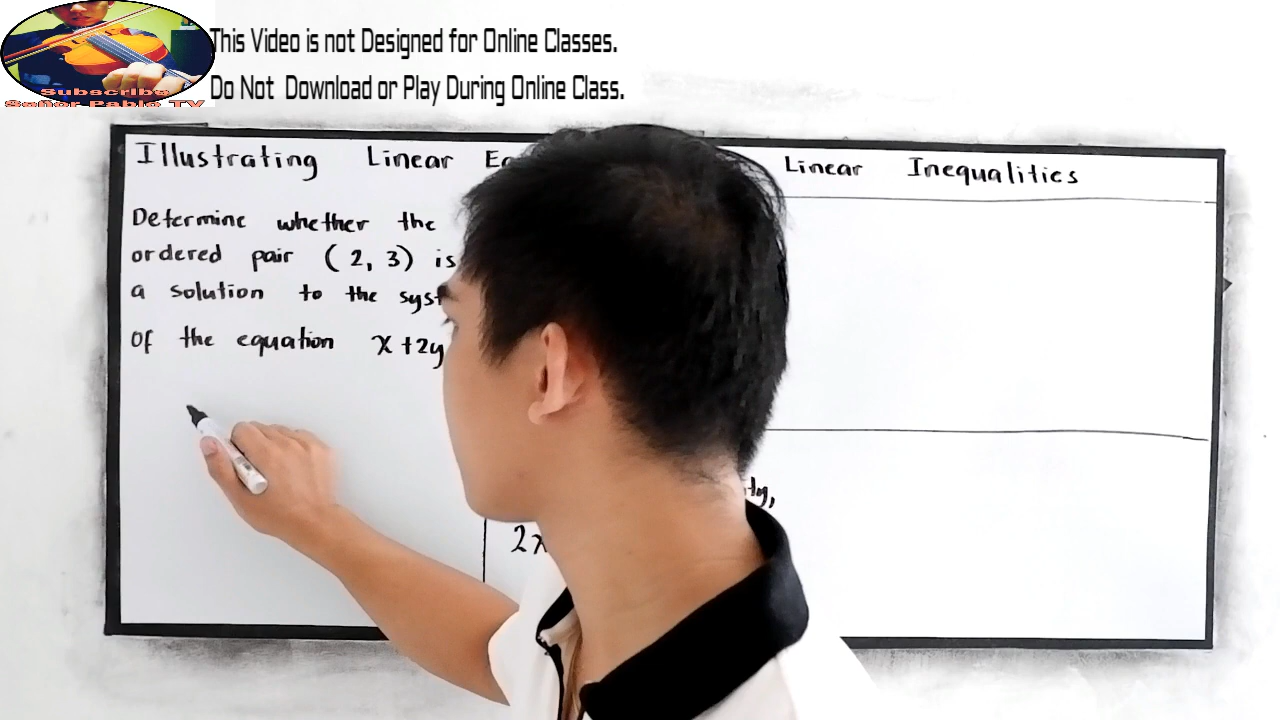 This Video is not Designed for Online Classes.
Do Not Download or Play During Online Class.
Subscribe
Señor Pablo TV
Illustrating Linear Linear Inequalities
Determine whether the
ordered pair (2, 3) is
a solution to the
of the equation x+2y
2x